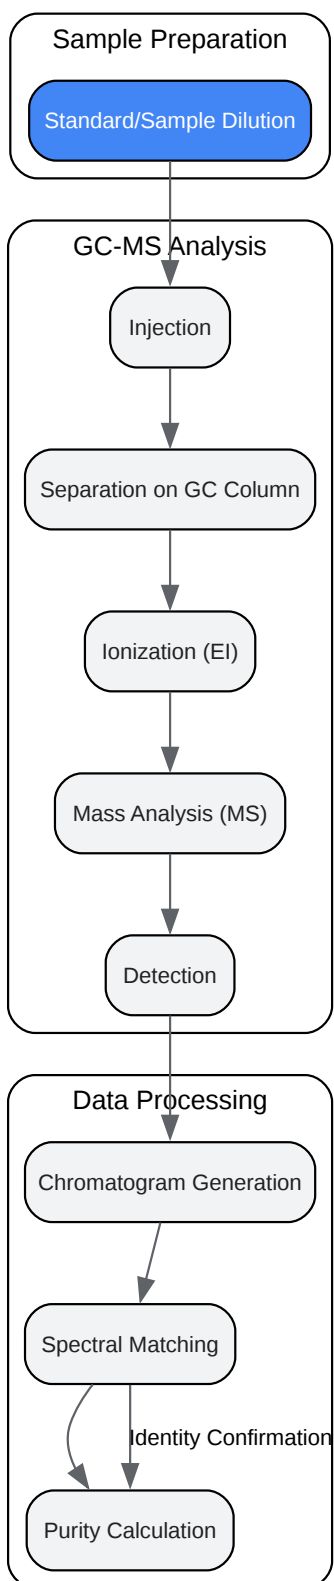 Sample Preparation
Standard/Sample Dilution
GC-MS Analysis
Injection
Separation on GC Column
Ionization (EI)
Mass Analysis (MS)
Detection
Data Processing
Chromatogram Generation
Spectral Matching
Identity Confirmation
Purity Calculation